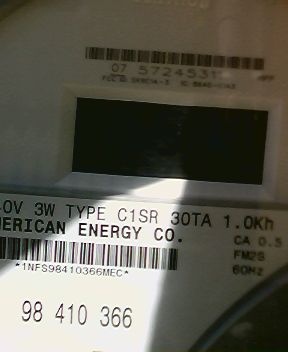 07 5724531
40V 3W TYPE C1SR 30TA 1.0Kh
MERICAN ENERGY CO.
CA 0.5
FM2S
60Hz
*1NFS98410366MEC*
98 410 366